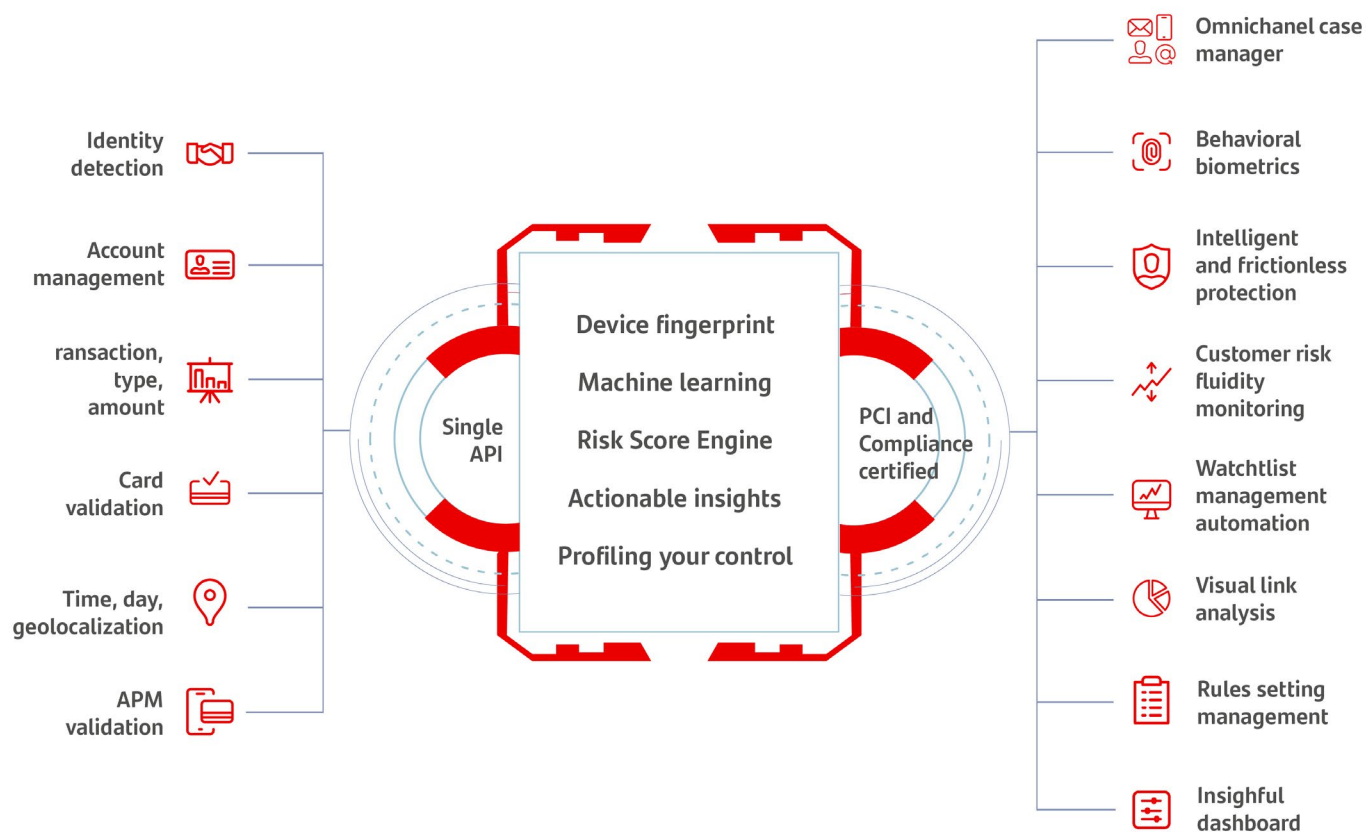 Identity
detection
Account
management
ransaction,
type,
amount
Card
validation
Time, day,
geolocalization
APM
validation
Single
API
Device fingerprint
Machine learning
Risk Score Engine
Actionable insights
Profiling your control
PCI and
Compliance
certified
Omnichanel case
manager
Behavioral
biometrics
Intelligent
and frictionless
protection
Customer risk
fluidity
monitoring
Watchtlist
management
automation
Visual link
analysis
Rules setting
management
Insighful
dashboard